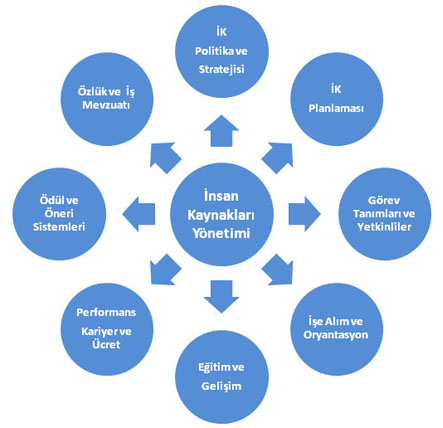 İK
Politika ve
Stratejisi
İK
Planlaması
Görev
Tanımları ve
Yetkinliler
İşe Alım ve
Oryantasyon
Eğitim ve
Gelişim
Performans
Kariyer ve
Ücret
Ödül ve
Öneri
Sistemleri
Özlük ve İş
Mevzuatı
İnsan
Kaynakları
Yönetimi